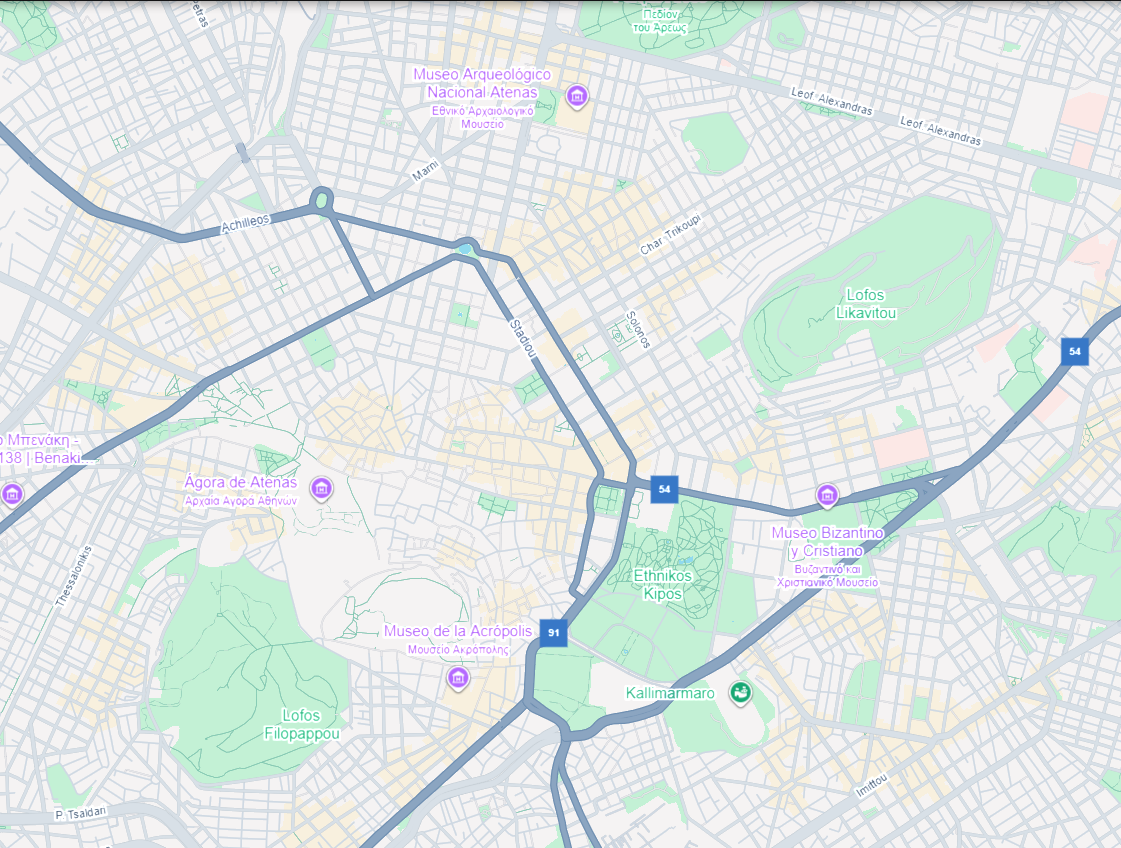 Πεδίον
του Άρεως
Petras
Museo Arqueológico
Nacional Atenas
Εθνικό Αρχαιολογικό
Μουσείο
Leof. Alexandras
Leof. Alexandras
Marni
Achilleos
Char. Trikoupi
Lofos
Likavitou
Solonos
Stadiou
54
ο Μπενάκη -
138 | Benaki...
Ágora de Atenas
Αρχαία Αγορά Αθηνών
54
Museo Bizantino
y Cristiano
Βυζαντινό και
Χριστιανικό Μουσείο
Thessalonikis
Ethnikos
Kipos
Museo de la Acrópolis
Μουσείο Ακρόπολης
91
Kallimarmaro
Lofos
Filopappou
Imittou
P. Tsaldari